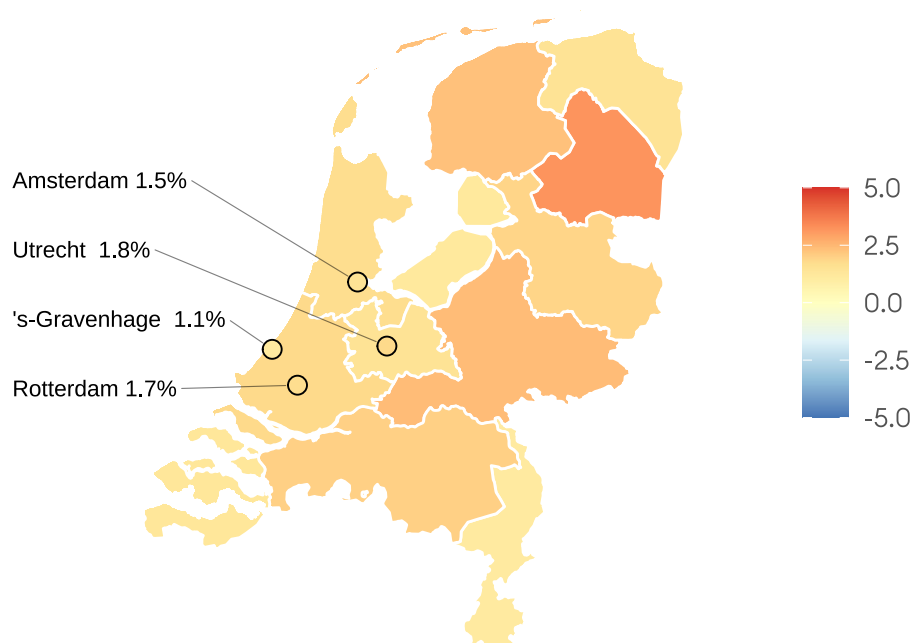 Amsterdam 1.5%
Utrecht 1.8%
's-Gravenhage 1.1%
Rotterdam 1.7%
5.0
2.5
0.0
-2.5
-5.0